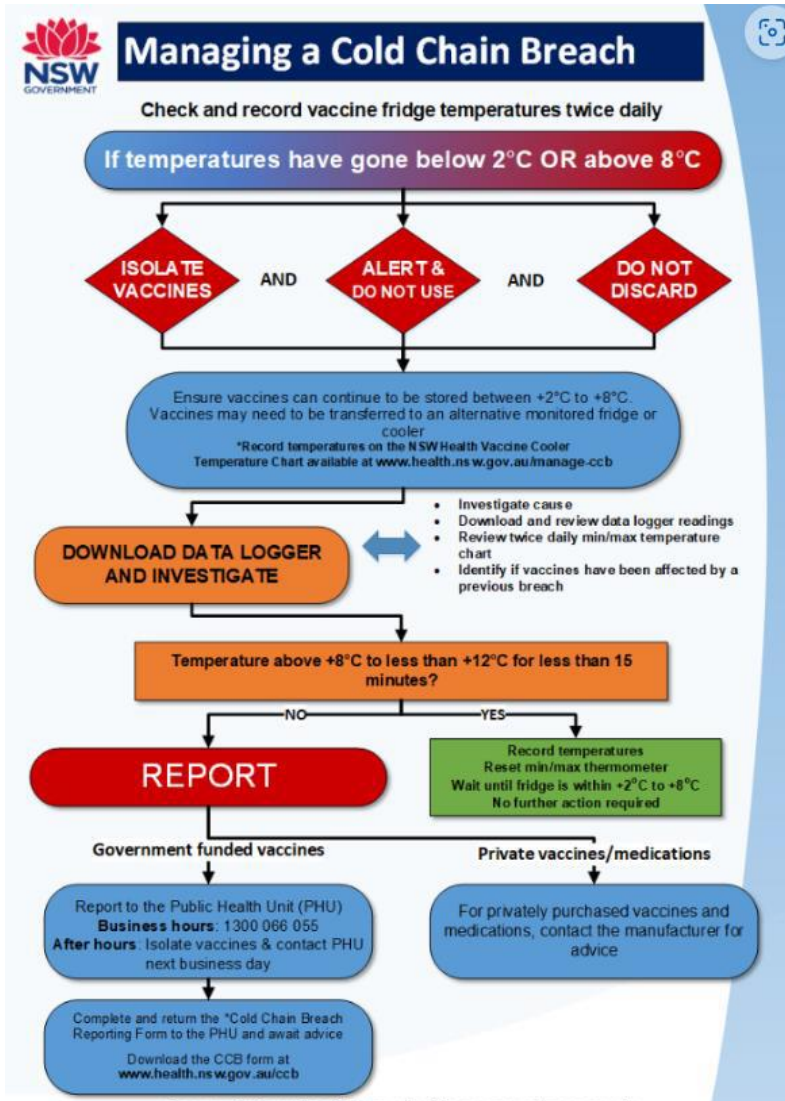 NSW
GOVERNMENT
Managing a Cold Chain Breach
Check and record vaccine fridge temperatures twice daily
If temperatures have gone below 2°C OR above 8°C
ISOLATE
VACCINES
AND
ALERT &
DO NOT USE
AND
DO NOT
DISCARD
Ensure vaccines can continue to be stored between +2°C to +8°C.
Vaccines may need to be transferred to an alternative monitored fridge or
cooler
*Record temperatures on the NSW Health Vaccine Cooler
Temperature Chart available at www.health.nsw.gov.au/manage-ccb
DOWNLOAD DATA LOGGER
AND INVESTIGATE
• Investigate cause
• Download and review data logger readings
• Review twice daily min/max temperature
chart
• Identify if vaccines have been affected by a
previous breach
Temperature above +8°C to less than +12°C for less than 15
minutes?
NO
YES
REPORT
Record temperatures
Reset min/max thermometer
Wait until fridge is within +2°C to +8°C
No further action required
Government funded vaccines
Private vaccines/medications
Report to the Public Health Unit (PHU)
Business hours: 1300 066 055
After hours: Isolate vaccines & contact PHU
next business day
For privately purchased vaccines and
medications, contact the manufacturer for
advice
Complete and return the *Cold Chain Breach
Reporting Form to the PHU and await advice
Download the CCB form at
www.health.nsw.gov.au/ccb